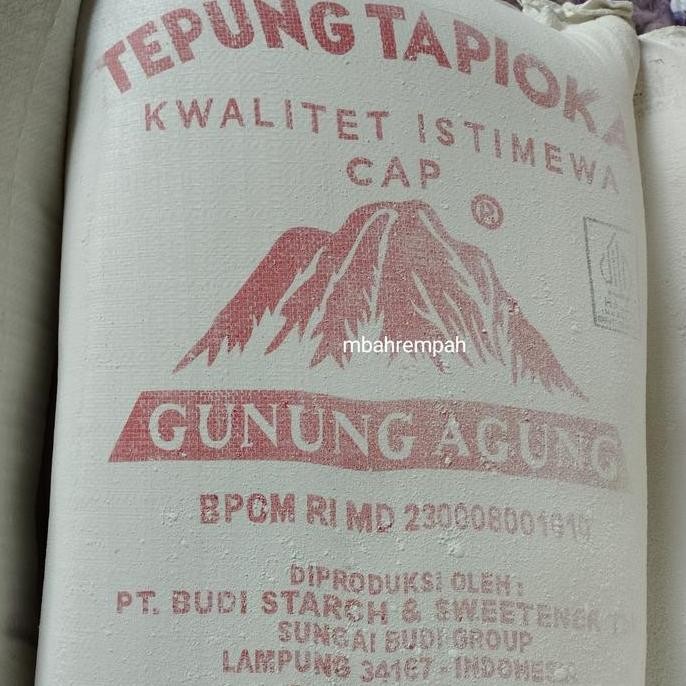 TEPUNG TAPIOKA
KWALITET ISTIMEWA
CAP
®
mbahrempah
GUNUNG AGUNG
BPOM RI MD
DIPRODUKSI OLEH :
PT. BUDI STARCH & SWEETENER
SUNGAI BUDI GROUP
LAMPUNG 34167 - INDONESIA